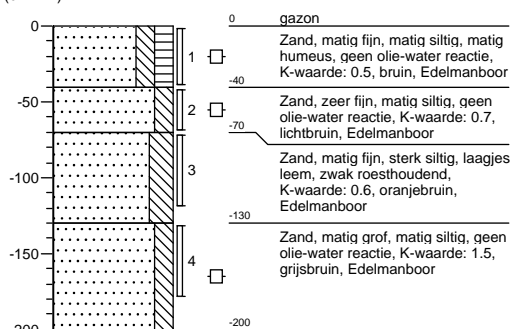 0
-50
-100
-150
1
2
3
4
0
gazon
Zand, matig fijn, matig siltig, matig
humeus, geen olie-water reactie,
K-waarde: 0.5, bruin, Edelmanboor
-40
Zand, zeer fijn, matig siltig, geen
olie-water reactie, K-waarde: 0.7,
lichtbruin, Edelmanboor
-70
Zand, matig fijn, sterk siltig, laagjes
leem, zwak roesthoudend,
K-waarde: 0.6, oranjebruin,
Edelmanboor
-130
Zand, matig grof, matig siltig, geen
olie-water reactie, K-waarde: 1.5,
grijsbruin, Edelmanboor
-200